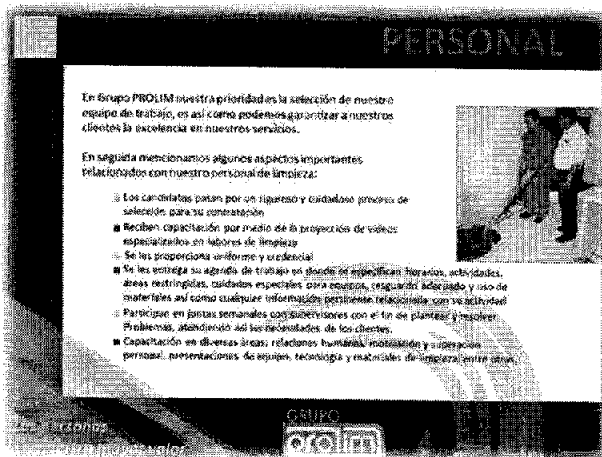 PERSONAL
En Grupo PROLIM nuestra prioridad es la selección de nuestro
equipo de trabajo, es así como podemos garantizar a nuestros
clientes la excelencia en nuestros servicios.
En seguida mencionamos algunos aspectos importantes
relacionados con nuestro personal de limpieza:
Los candidatos pasan por un riguroso y cuidadoso proceso de
selección para su contratación
Reciben capacitación por medio de la proyección de videos
especializados en labores de limpieza
Se les proporciona uniforme y credencial
Se les entrega su agenda de trabajo en donde se especifican horarios, actividades,
áreas restringidas, cuidados especiales para equipos, resguardo adecuado y uso de
materiales así como cualquier información pertinente relacionada con su actividad
Participan en juntas semanales con supervisores con el fin de plantear y resolver
Problemas, atendiendo así las necesidades de los clientes.
Capacitación en diversas áreas: relaciones humanas, motivación y superación
personal, presentaciones de equipo, tecnología y materiales de limpieza, entre otros.
GRUPO
prolim
personas
valor